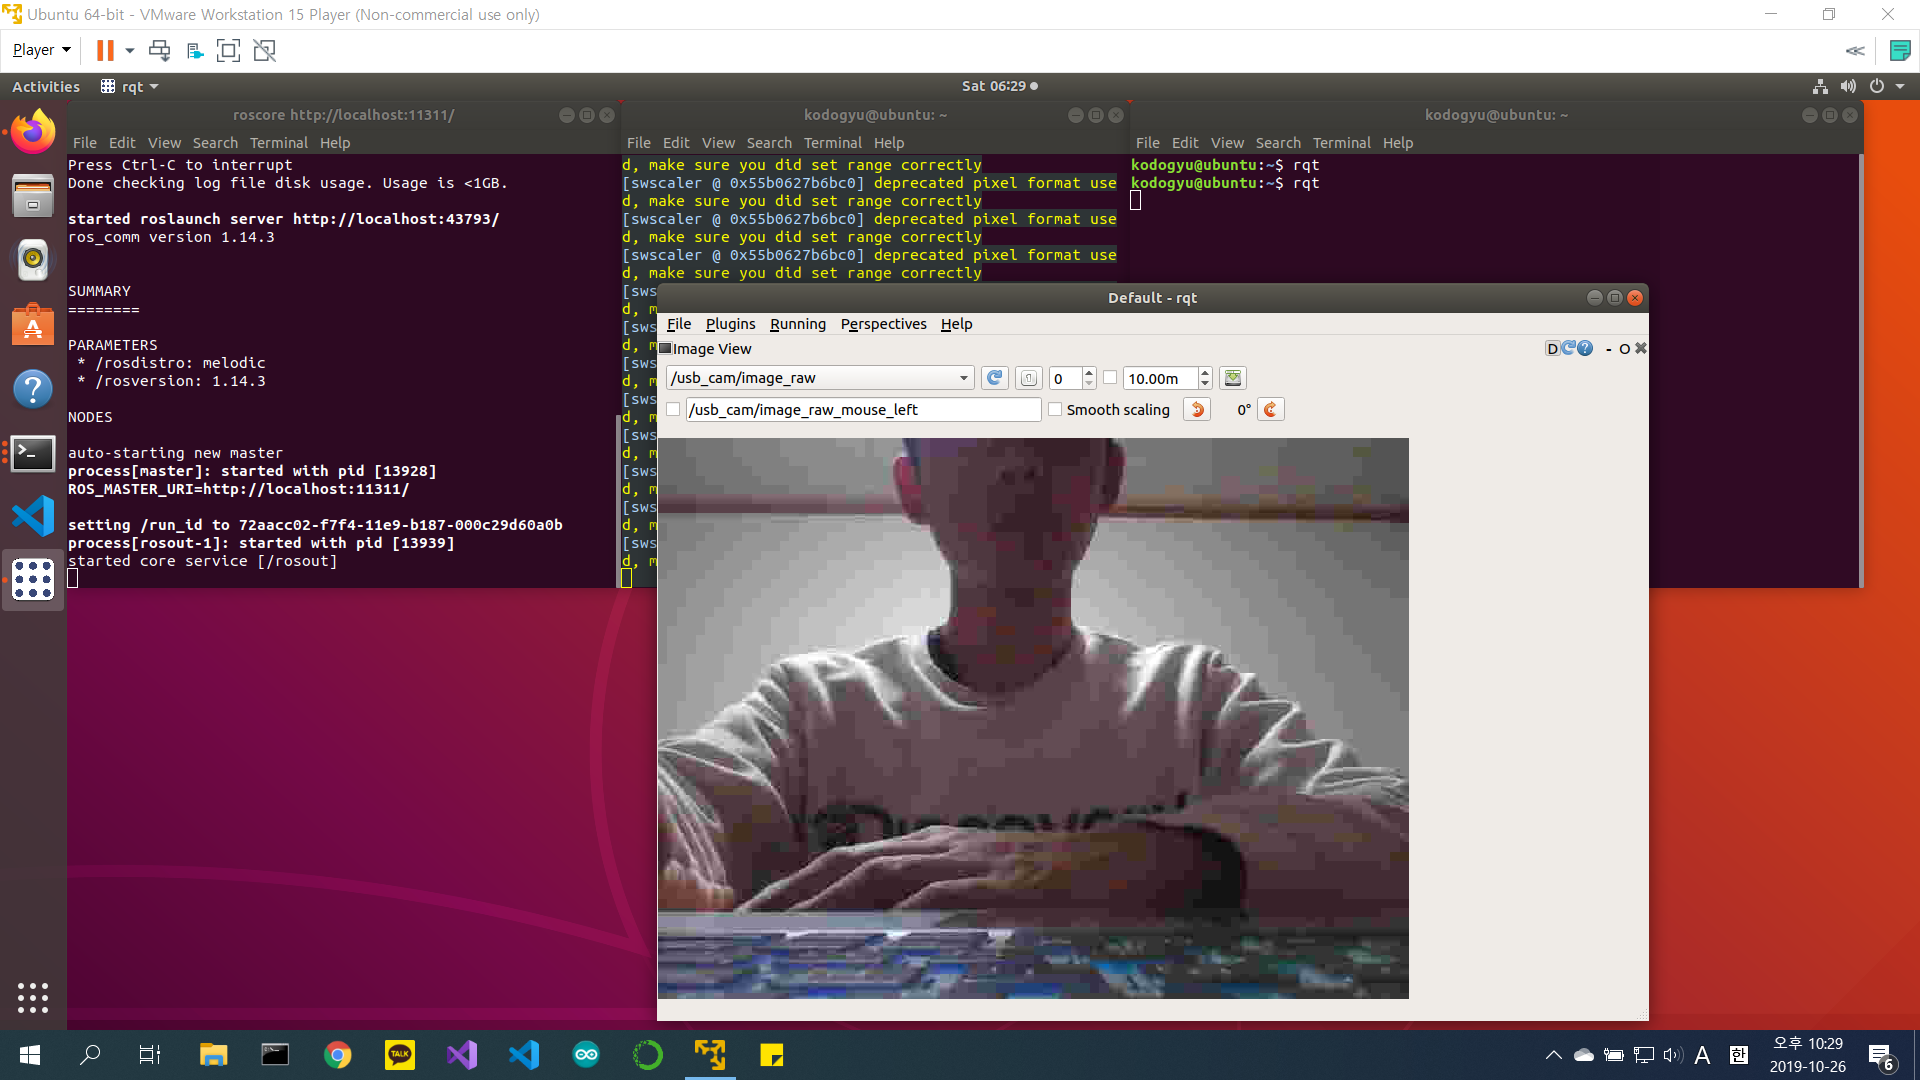 Ubuntu 64-bit - VMware Workstation 15 Player (Non-commercial use only)
Player
Activities
rqt
Sat 06:29
roscore http://localhost:11311/
File Edit View Search Terminal Help
Press Ctrl-C to interrupt
Done checking log file disk usage. Usage is <1GB.
started roslaunch server http://localhost:43793/
ros_comm version 1.14.3
SUMMARY
========
PARAMETERS
* /rosdistro: melodic
* /rosversion: 1.14.3
NODES
auto-starting new master
process[master]: started with pid [13928]
ROS_MASTER_URI=http://localhost:11311/
setting /run_id to 72aacc02-f7f4-11e9-b187-000c29d60a0b
process[rosout-1]: started with pid [13939]
started core service [/rosout]
kodogyu@ubuntu: ~
File Edit View Search Terminal Help
d, make sure you did set range correctly
[swscaler @ 0x55b0627b6bc0] deprecated pixel format use
d, make sure you did set range correctly
[swscaler @ 0x55b0627b6bc0] deprecated pixel format use
d, make sure you did set range correctly
[swscaler @ 0x55b0627b6bc0] deprecated pixel format use
d, make sure you did set range correctly
[sws
d, m
[sws
d, m
[sws
d, m
[sws
d, m
[sws
d, m
[sws
d, m
[sws
d, m
[sws
d, m
kodogyu@ubuntu: ~
File Edit View Search Terminal Help
kodogyu@ubuntu:~$ rqt
kodogyu@ubuntu:~$ rqt
Default - rqt
File Plugins Running Perspectives Help
Image View
D - O
/usb_cam/image_raw
0
10.00m
/usb_cam/image_raw_mouse_left
Smooth scaling
0°
TALK
A
한
오후 10:29
2019-10-26
6